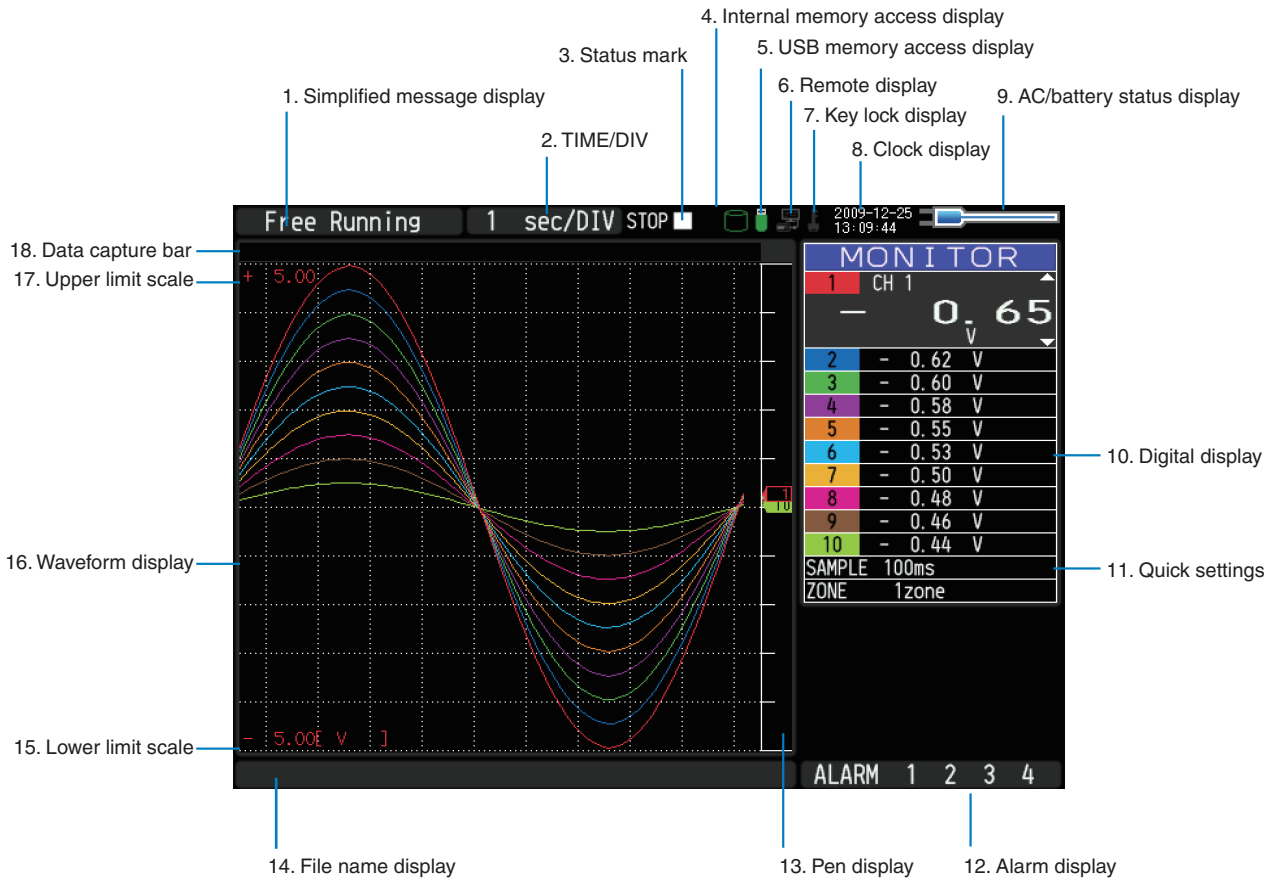 4. Internal memory access display
5. USB memory access display
3. Status mark
6. Remote display
9. AC/battery status display
1. Simplified message display
7. Key lock display
2. TIME/DIV
8. Clock display
Free Running
1 sec/DIV
STOP
2009-12-25
13:09:44
18. Data capture bar
17. Upper limit scale
+ 5.00
MONITOR
1 CH 1
- 0.65
V
2 - 0.62 V
3 - 0.60 V
4 - 0.58 V
5 - 0.55 V
6 - 0.53 V
10. Digital display
7 - 0.50 V
8 - 0.48 V
1
10
9 - 0.46 V
10 - 0.44 V
16. Waveform display
SAMPLE 100ms
11. Quick settings
ZONE 1zone
15. Lower limit scale
- 5.00[ V ]
ALARM 1 2 3 4
14. File name display
13. Pen display
12. Alarm display